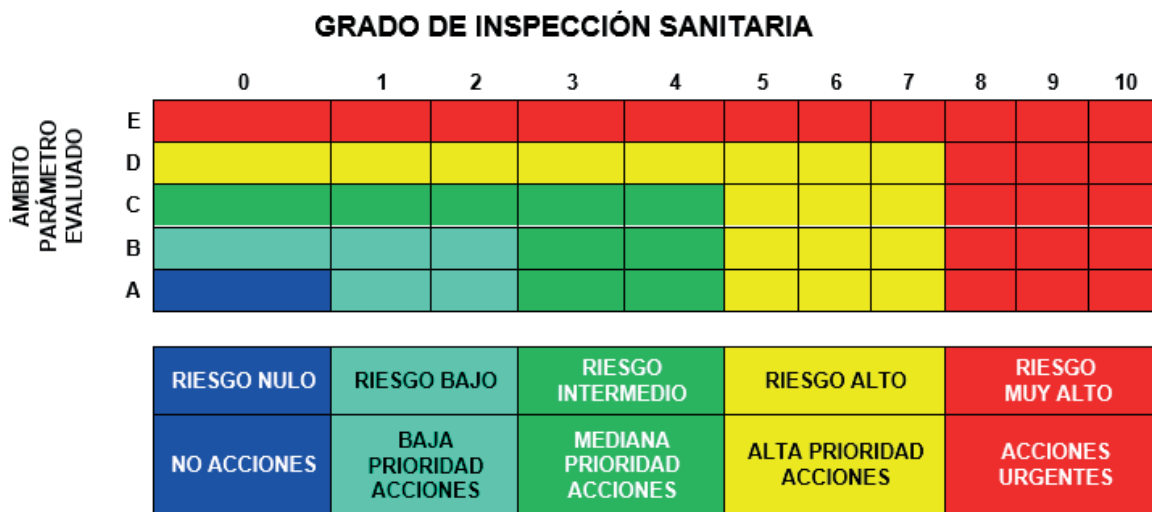 GRADO DE INSPECCIÓN SANITARIA
0 1 2 3 4 5 6 7 8 9 10
ÁMBITO
PARÁMETRO
EVALUADO
E
D
C
B
A
RIESGO NULO
RIESGO BAJO
RIESGO
INTERMEDIO
RIESGO ALTO
RIESGO
MUY ALTO
NO ACCIONES
BAJA
PRIORIDAD
ACCIONES
MEDIANA
PRIORIDAD
ACCIONES
ALTA PRIORIDAD
ACCIONES
ACCIONES
URGENTES